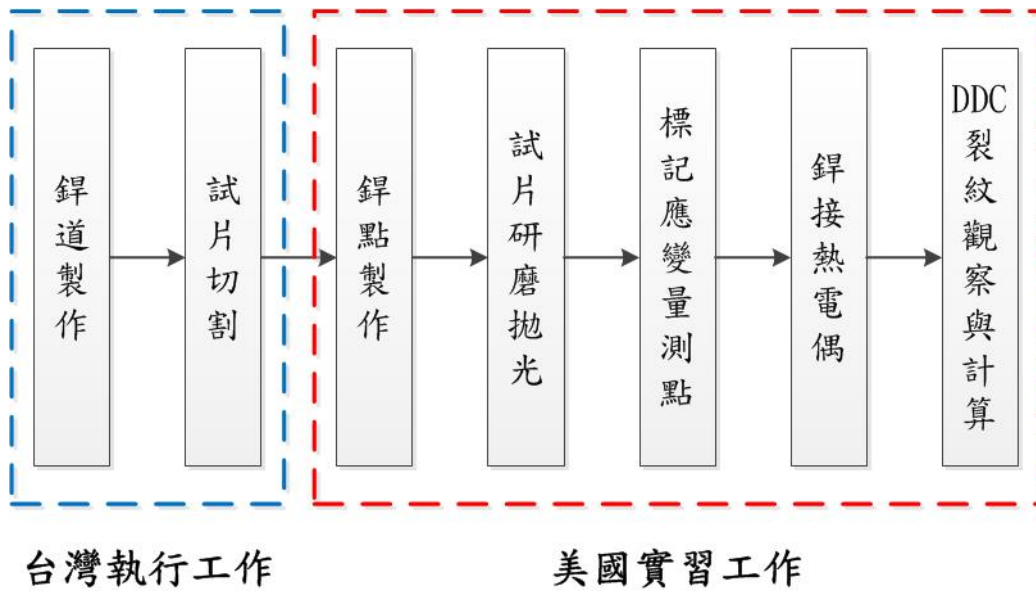 銲道製作
試片切割
銲點製作
試片研磨拋光
標記應變量測點
銲接熱電偶
DDC裂紋觀察與計算
台灣執行工作
美國實習工作